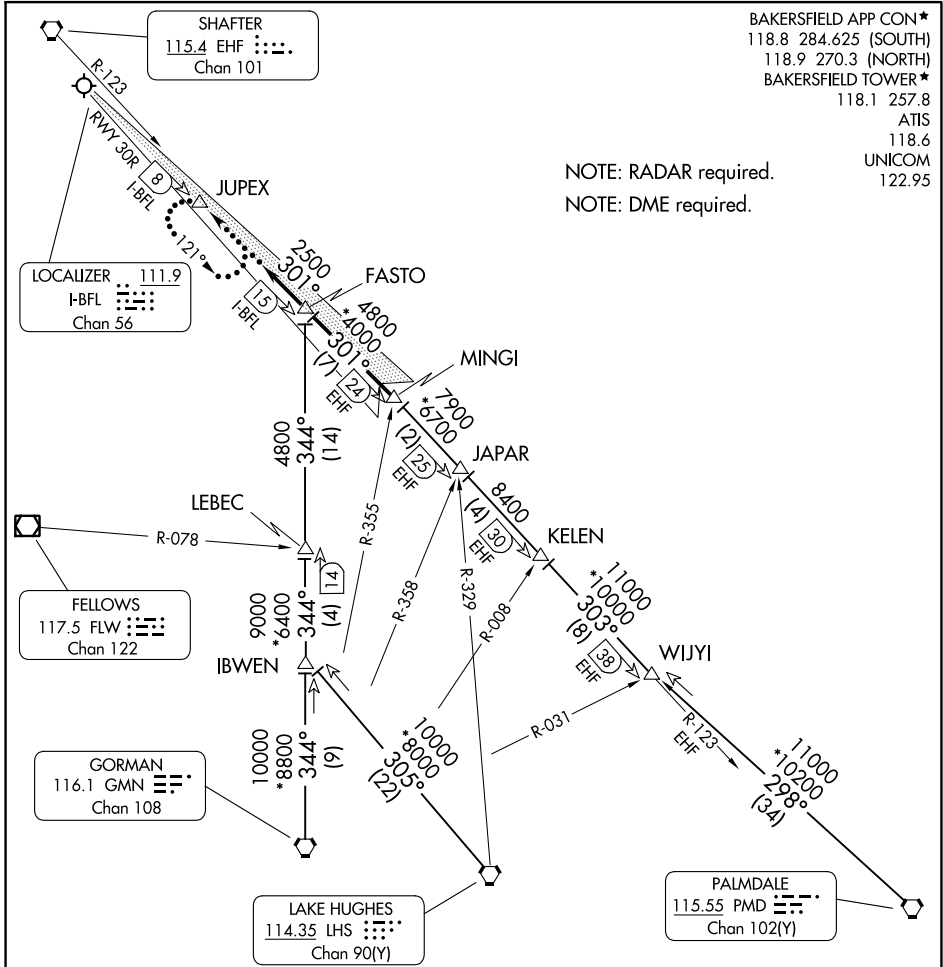 SHAFTER
115.4 EHF
Chan 101
BAKERSFIELD APP CON★
118.8 284.625 (SOUTH)
118.9 270.3 (NORTH)
BAKERSFIELD TOWER★
118.1 257.8
ATIS
118.6
UNICOM
122.95
NOTE: RADAR required.
NOTE: DME required.
R-123
RWY 30R
8
I-BFL
JUPEX
121°
LOCALIZER 111.9
I-BFL
Chan 56
2500
301°
15
I-BFL
FASTO
4800
*4000
301°
(7)
24
EHF
MINGI
7900
*6700
(2)
25
EHF
JAPAR
8400
(4)
30
EHF
KELEN
11000
*10000
303°
(8)
38
EHF
WIJYI
R-123
EHF
11000
*10200
298°
(34)
4800
344°
(14)
LEBEC
R-078
14
FELLOWS
117.5 FLW
Chan 122
9000
*6400
344°
(4)
R-355
R-358
R-329
R-008
R-031
IBWEN
10000
*8800
344°
(9)
10000
*8000
305°
(22)
GORMAN
116.1 GMN
Chan 108
LAKE HUGHES
114.35 LHS
Chan 90(Y)
PALMDALE
115.55 PMD
Chan 102(Y)